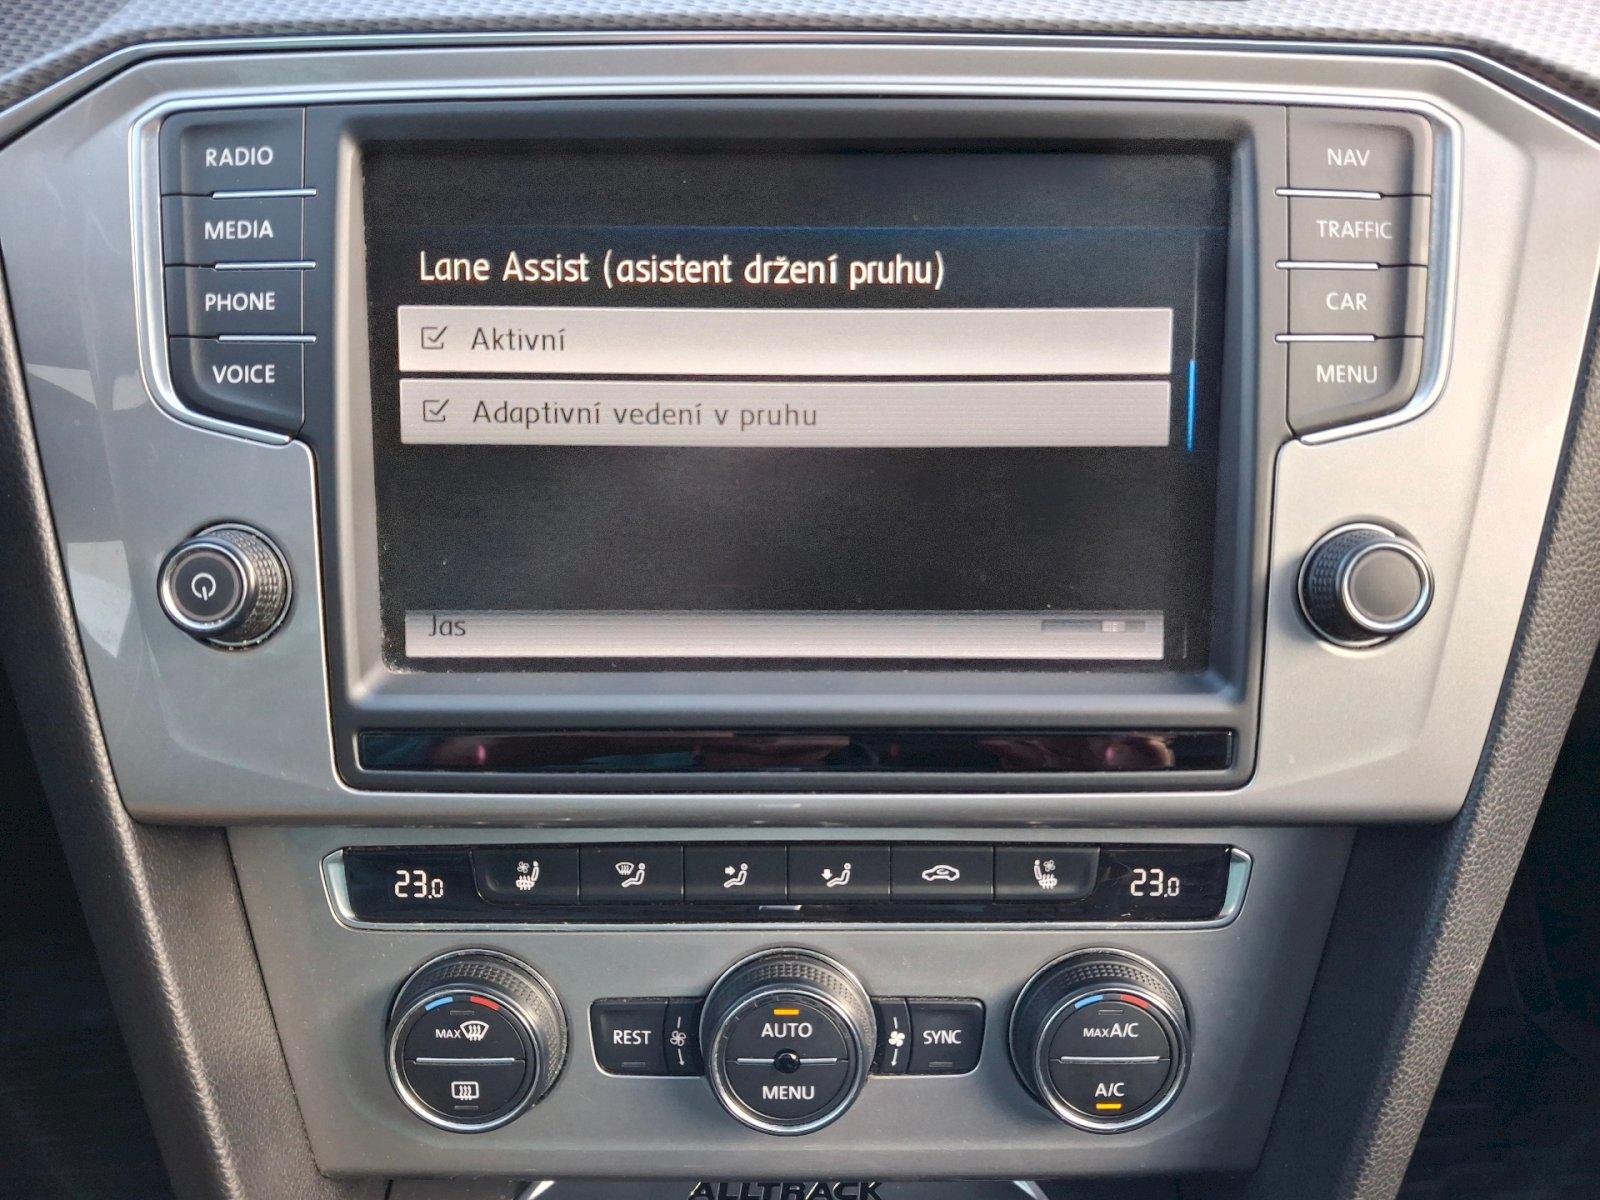 RADIO
MEDIA
PHONE
VOICE
Lane Assist (asistent držení pruhu)
Aktivní
Adaptivní vedení v pruhu
Jas
NAV
TRAFFIC
CAR
MENU
23.0
23.0
MAX
REST
AUTO
MENU
SYNC
MAX A/C
A/C
ALLTRACK